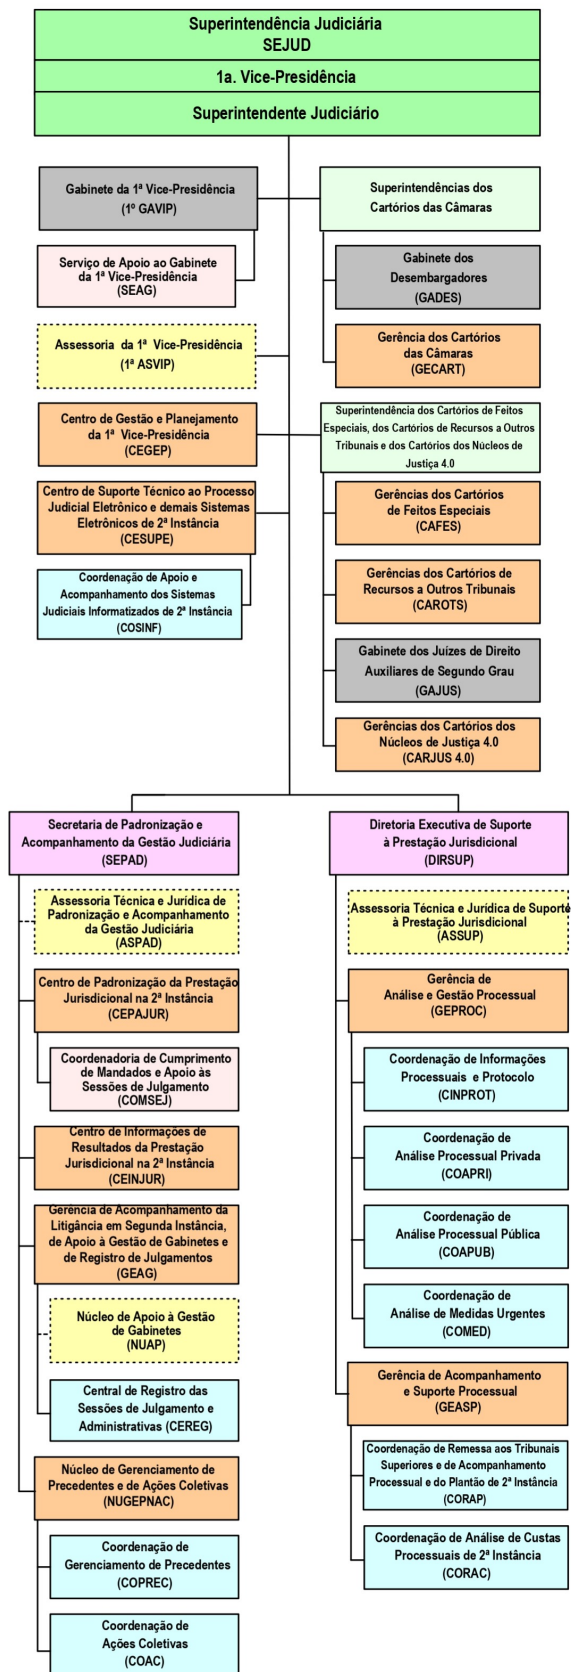 Superintendência Judiciária
SEJUD
1a. Vice-Presidência
Superintendente Judiciário
Gabinete da 1ª Vice-Presidência
(1º GAVIP)
Serviço de Apoio ao Gabinete
da 1ª Vice-Presidência
(SEAG)
Assessoria da 1ª Vice-Presidência
(1ª ASVIP)
Centro de Gestão e Planejamento
da 1ª Vice-Presidência
(CEGEP)
Centro de Suporte Técnico ao Processo
Judicial Eletrônico e demais Sistemas
Eletrônicos de 2ª Instância
(CESUPE)
Coordenação de Apoio e
Acompanhamento dos Sistemas
Judiciais Informatizados de 2ª Instância
(COSINF)
Superintendências dos
Cartórios das Câmaras
Gabinete dos
Desembargadores
(GADES)
Gerência dos Cartórios
das Câmaras
(GECART)
Superintendência dos Cartórios de Feitos
Especiais, dos Cartórios de Recursos a Outros
Tribunais e dos Cartórios dos Núcleos de
Justiça 4.0
Gerências dos Cartórios
de Feitos Especiais
(CAFES)
Gerências dos Cartórios de
Recursos a Outros Tribunais
(CAROTS)
Gabinete dos Juízes de Direito
Auxiliares de Segundo Grau
(GAJUS)
Gerências dos Cartórios dos
Núcleos de Justiça 4.0
(CARJUS 4.0)
Secretaria de Padronização e
Acompanhamento da Gestão Judiciária
(SEPAD)
Assessoria Técnica e Jurídica de
Padronização e Acompanhamento
da Gestão Judiciária
(ASPAD)
Centro de Padronização da Prestação
Jurisdicional na 2ª Instância
(CEPAJUR)
Coordenadoria de Cumprimento
de Mandados e Apoio às
Sessões de Julgamento
(COMSEJ)
Centro de Informações de
Resultados da Prestação
Jurisdicional na 2ª Instância
(CEINJUR)
Gerência de Acompanhamento da
Litigância em Segunda Instância,
de Apoio à Gestão de Gabinetes e
de Registro de Julgamentos
(GEAG)
Núcleo de Apoio à Gestão
de Gabinetes
(NUAP)
Central de Registro das
Sessões de Julgamento e
Administrativas (CEREG)
Núcleo de Gerenciamento de
Precedentes e de Ações Coletivas
(NUGEPNAC)
Coordenação de
Gerenciamento de Precedentes
(COPREC)
Coordenação de
Ações Coletivas
(COAC)
Diretoria Executiva de Suporte
à Prestação Jurisdicional
(DIRSUP)
Assessoria Técnica e Jurídica de Suporte
à Prestação Jurisdicional
(ASSUP)
Gerência de
Análise e Gestão Processual
(GEPROC)
Coordenação de Informações
Processuais e Protocolo
(CINPROT)
Coordenação de
Análise Processual Privada
(COAPRI)
Coordenação de
Análise Processual Pública
(COAPUB)
Coordenação de
Análise de Medidas Urgentes
(COMED)
Gerência de Acompanhamento
e Suporte Processual
(GEASP)
Coordenação de Remessa aos Tribunais
Superiores e de Acompanhamento
Processual e do Plantão de 2ª Instância
(CORAP)
Coordenação de Análise de Custas
Processuais de 2ª Instância
(CORAC)